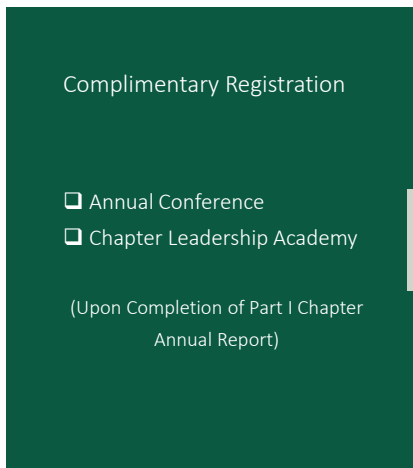 Complimentary Registration
❑ Annual Conference
❑ Chapter Leadership Academy
(Upon Completion of Part I Chapter
Annual Report)